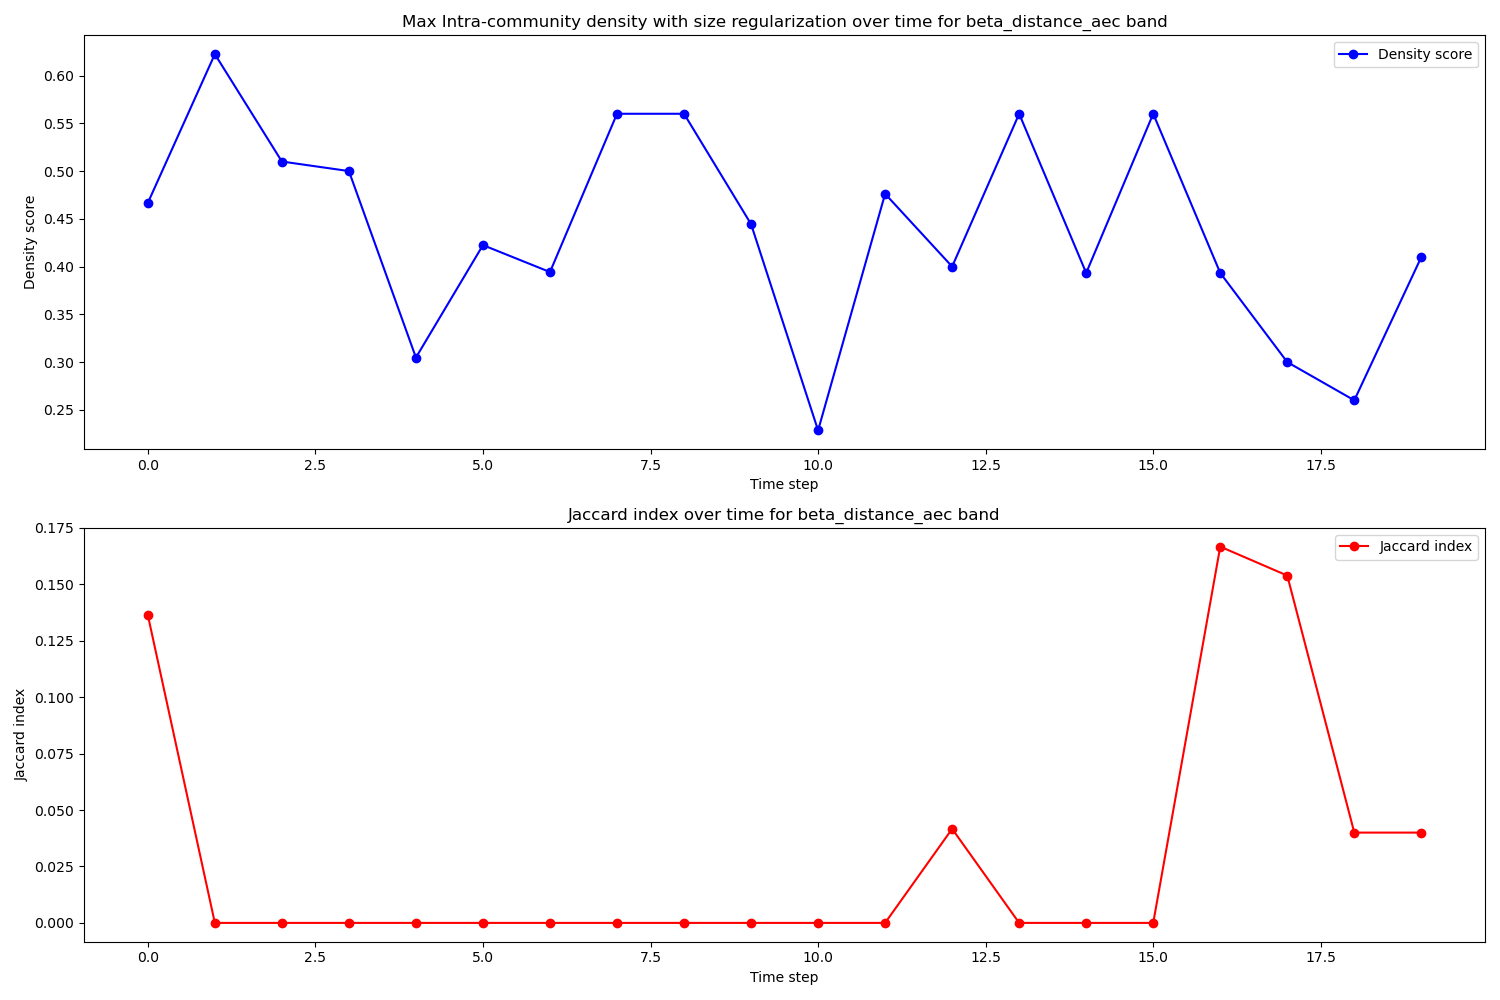 Max Intra-community density with size regularization over time for beta_distance_aec band
Density score
0.60
0.55
0.50
0.45
0.40
0.35
0.30
0.25
Density score
0.0 2.5 5.0 7.5 10.0 12.5 15.0 17.5
Time step
Jaccard index over time for beta_distance_aec band
Jaccard index
0.175
0.150
0.125
0.100
0.075
0.050
0.025
0.000
Jaccard index
0.0 2.5 5.0 7.5 10.0 12.5 15.0 17.5
Time step